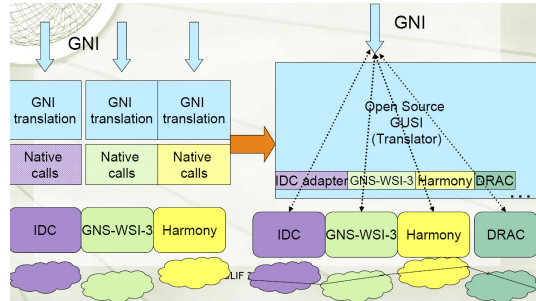 GNI
GNI
GNI
translation
GNI
translation
GNI
translation
Native
calls
Native
calls
Native
calls
Open Source
GUSI
(Translator)
IDC adapter
GNS-WSI-3
Harmony
DRAC
...
IDC
GNS-WSI-3
Harmony
IDC
GNS-WSI-3
Harmony
DRAC